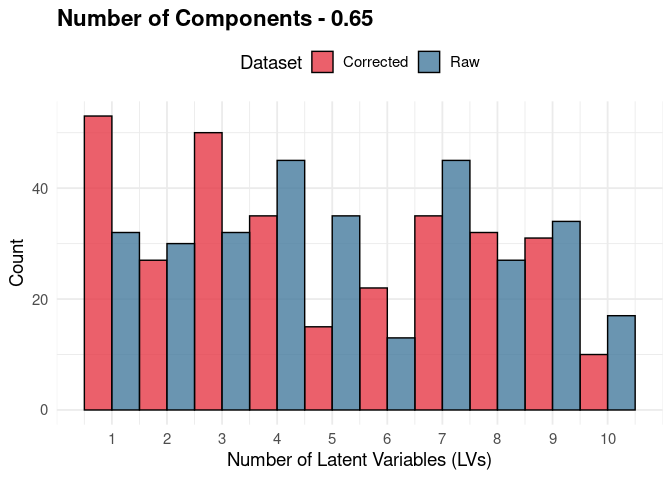 Number of Components - 0.65
Dataset Corrected Raw
Count
40
20
0
1 2 3 4 5 6 7 8 9 10
Number of Latent Variables (LVs)